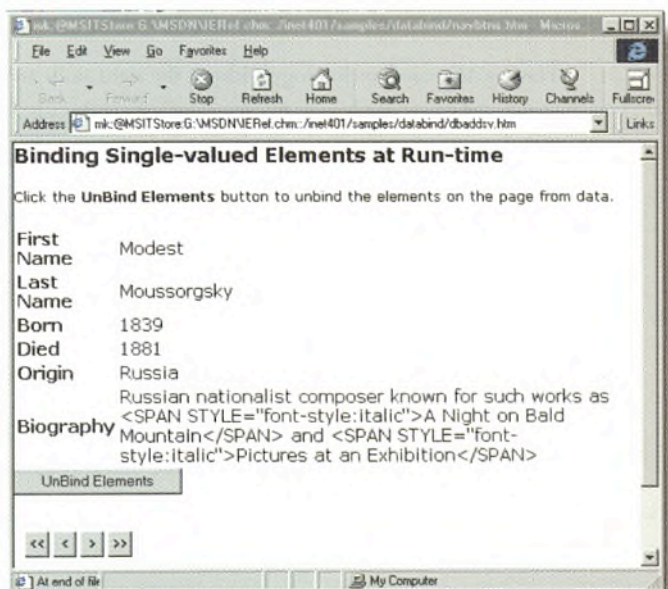 mk:@MSITStore:G:\MSDN\IERef.chm::/inet401/samples/databind/navbtns.htm - Micros
File Edit View Go Favorites Help
Back Forward Stop Refresh Home Search Favorites History Channels Fullscre
Address mk:@MSITStore:G:\MSDN\IERef.chm::/inet401/samples/databind/dbaddsv.htm Links
Binding Single-valued Elements at Run-time
Click the UnBind Elements button to unbind the elements on the page from data.
First
Name Modest
Last
Name Moussorgsky
Born 1839
Died 1881
Origin Russia
Biography Russian nationalist composer known for such works as
<SPAN STYLE="font-style:italic">A Night on Bald
Mountain</SPAN> and <SPAN STYLE="font-
style:italic">Pictures at an Exhibition</SPAN>
UnBind Elements
<< < > >>
At end of file My Computer